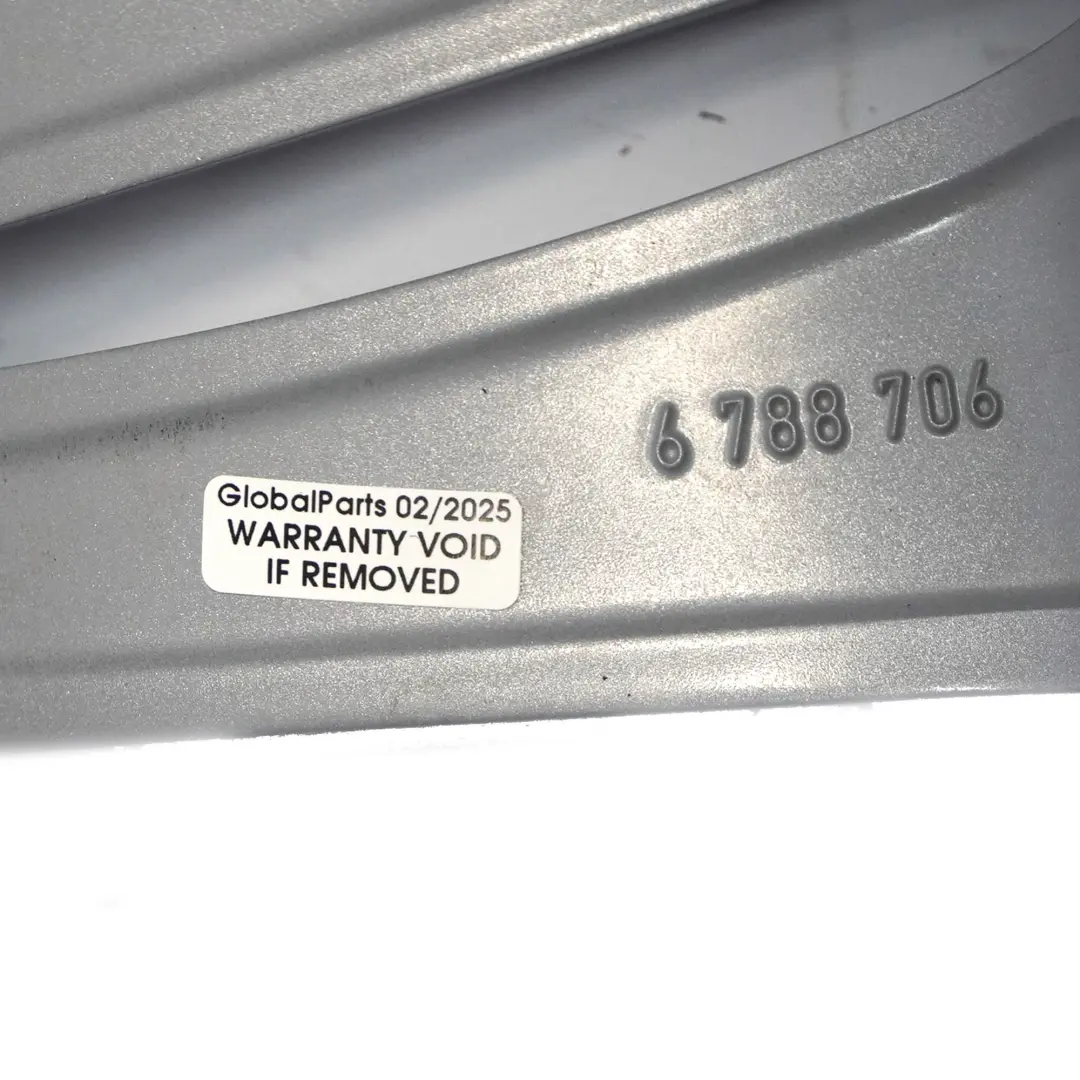 6 788 706
GlobalParts 02/2025
WARRANTY VOID
IF REMOVED